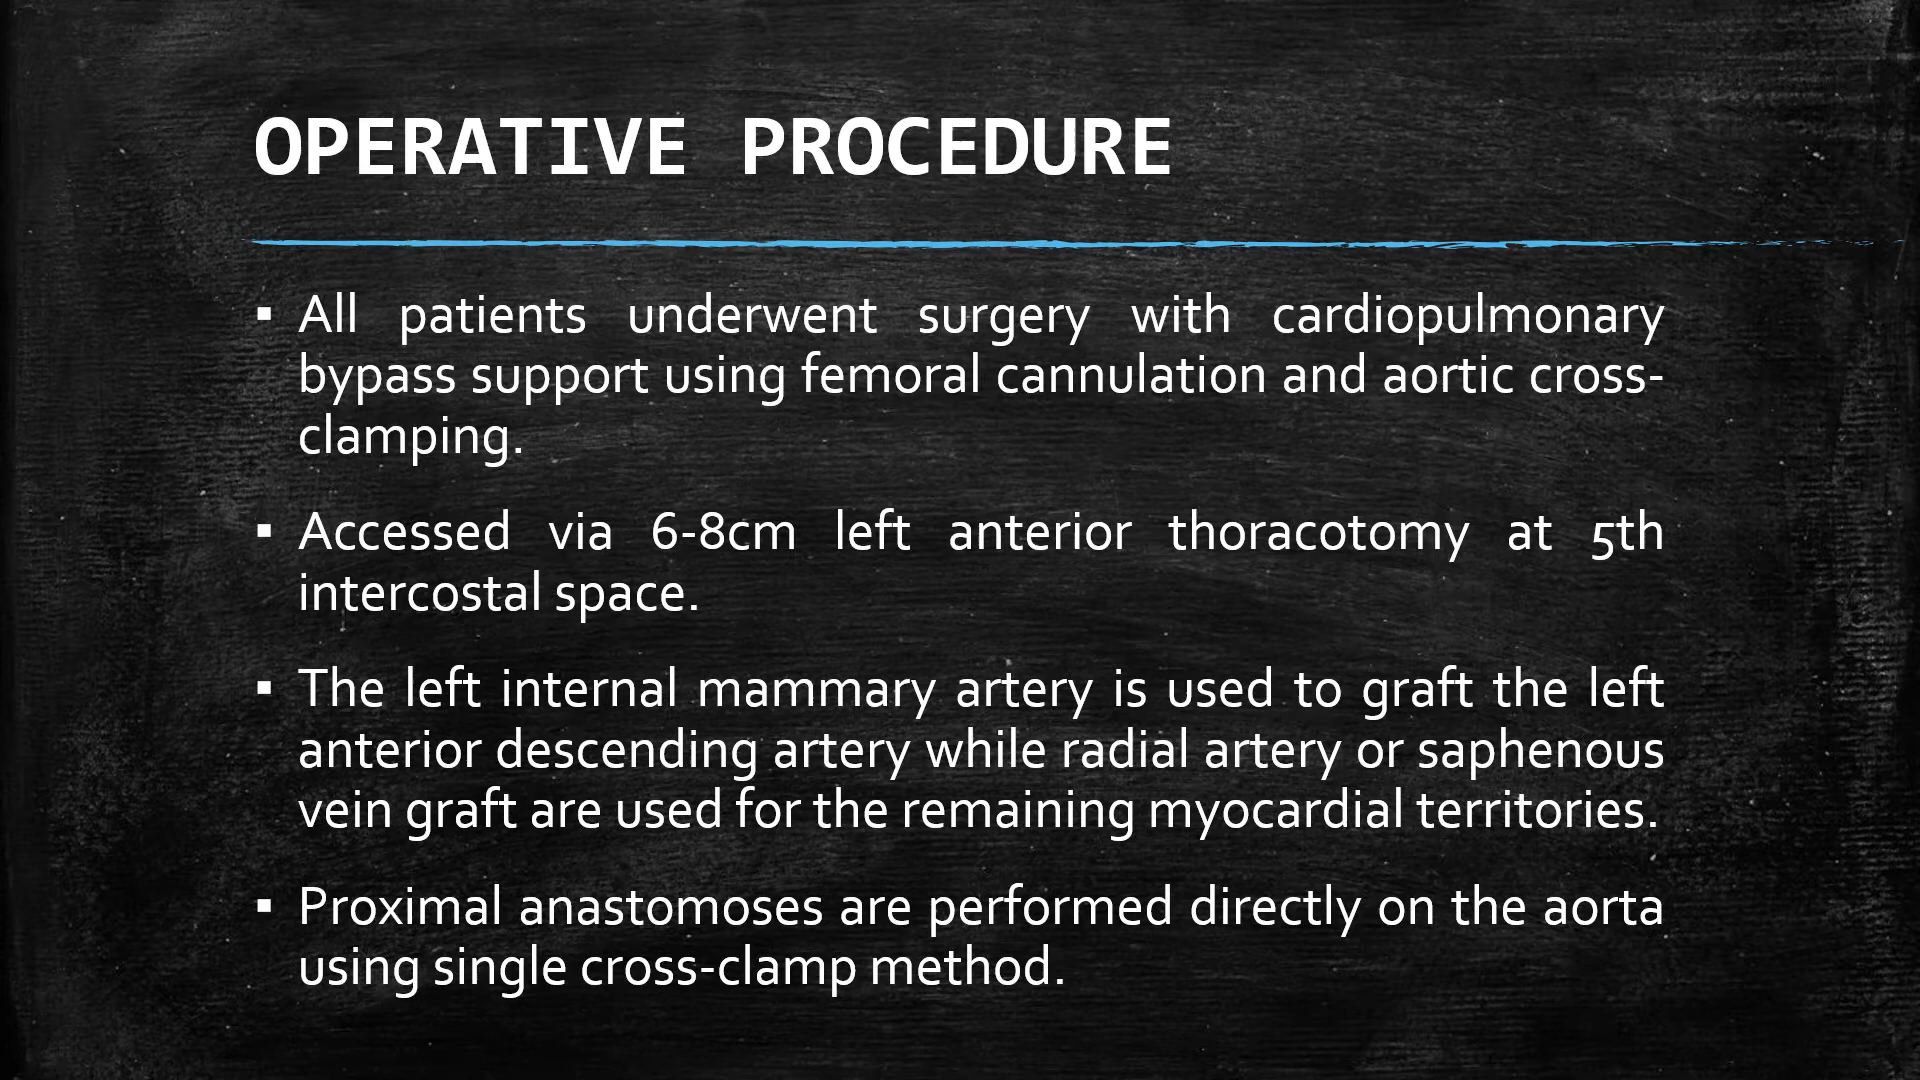 OPERATIVE PROCEDURE
▪ All patients underwent surgery with cardiopulmonary
bypass support using femoral cannulation and aortic cross-
clamping.
▪ Accessed via 6-8cm left anterior thoracotomy at 5th
intercostal space.
▪ The left internal mammary artery is used to graft the left
anterior descending artery while radial artery or saphenous
vein graft are used for the remaining myocardial territories.
▪ Proximal anastomoses are performed directly on the aorta
using single cross-clamp method.